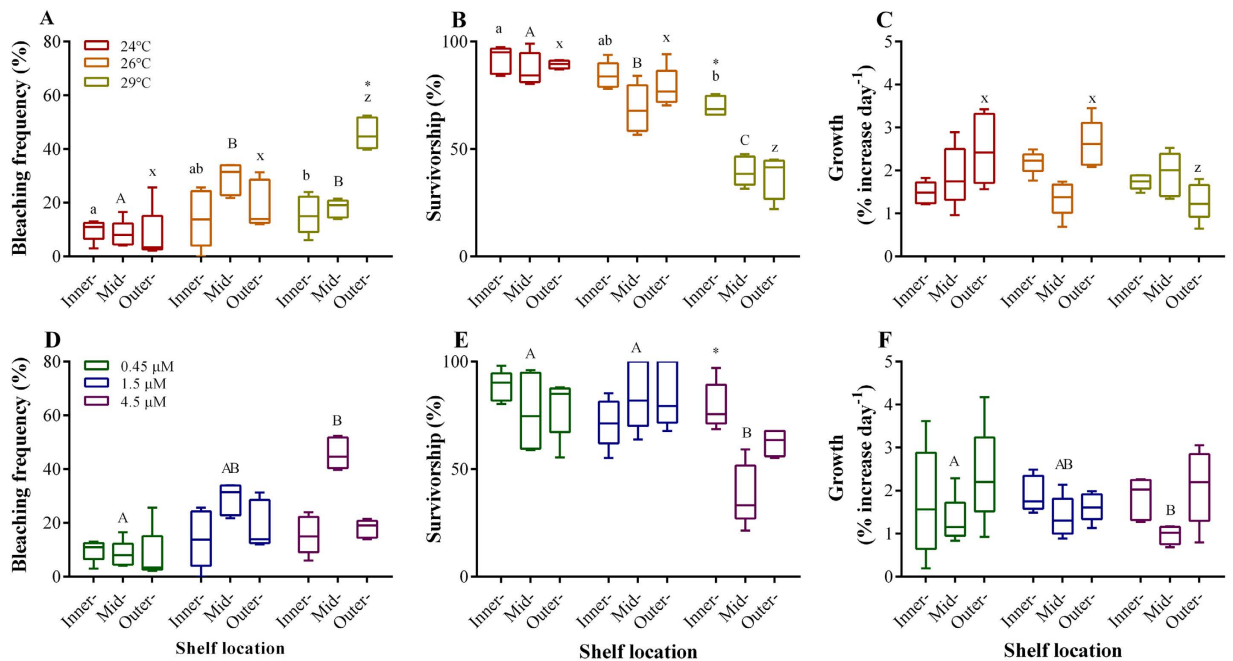 A
Bleaching frequency (%)
80
60
40
20
0
24°C
26°C
29°C
a
A
x
ab
B
x
b
B
*
z
Inner-
Mid-
Outer-
Inner-
Mid-
Outer-
Inner-
Mid-
Outer-
B
Survivorship (%)
100
50
0
a
A
x
ab
B
x
*
b
C
z
Inner-
Mid-
Outer-
Inner-
Mid-
Outer-
Inner-
Mid-
Outer-
C
Growth
(% increase day⁻¹)
5
4
3
2
1
0
x
x
z
Inner-
Mid-
Outer-
Inner-
Mid-
Outer-
Inner-
Mid-
Outer-
D
Bleaching frequency (%)
80
60
40
20
0
0.45 µM
1.5 µM
4.5 µM
A
AB
B
Inner-
Mid-
Outer-
Inner-
Mid-
Outer-
Inner-
Mid-
Outer-
Shelf location
E
Survivorship (%)
100
50
0
A
A
*
B
Inner-
Mid-
Outer-
Inner-
Mid-
Outer-
Inner-
Mid-
Outer-
Shelf location
F
Growth
(% increase day⁻¹)
5
4
3
2
1
0
A
AB
B
Inner-
Mid-
Outer-
Inner-
Mid-
Outer-
Inner-
Mid-
Outer-
Shelf location